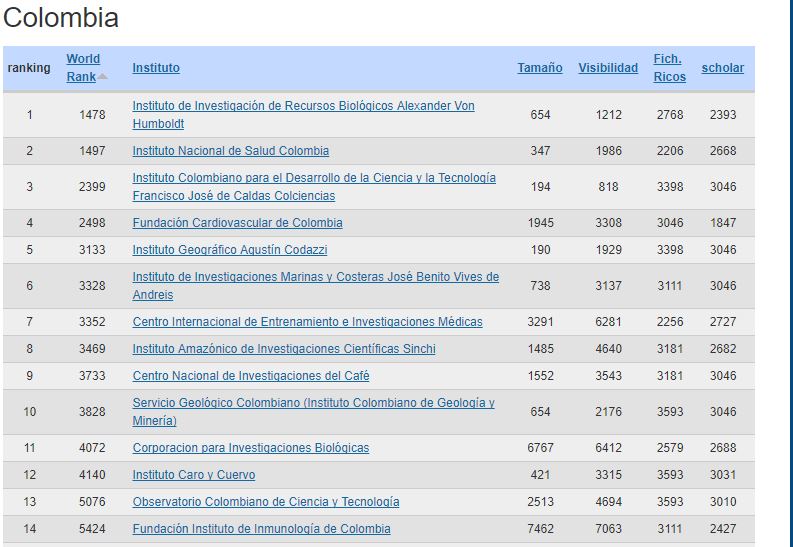 Colombia
ranking World Rank Instituto Tamaño Visibilidad Fich. Ricos scholar
1 1478 Instituto de Investigación de Recursos Biológicos Alexander Von Humboldt 654 1212 2768 2393
2 1497 Instituto Nacional de Salud Colombia 347 1986 2206 2668
3 2399 Instituto Colombiano para el Desarrollo de la Ciencia y la Tecnología Francisco José de Caldas Colciencias 194 818 3398 3046
4 2498 Fundación Cardiovascular de Colombia 1945 3308 3046 1847
5 3133 Instituto Geográfico Agustín Codazzi 190 1929 3398 3046
6 3328 Instituto de Investigaciones Marinas y Costeras José Benito Vives de Andreis 738 3137 3111 3046
7 3352 Centro Internacional de Entrenamiento e Investigaciones Médicas 3291 6281 2256 2727
8 3469 Instituto Amazónico de Investigaciones Científicas Sinchi 1485 4640 3181 2682
9 3733 Centro Nacional de Investigaciones del Café 1552 3543 3181 3046
10 3828 Servicio Geológico Colombiano (Instituto Colombiano de Geología y Minería) 654 2176 3593 3046
11 4072 Corporacion para Investigaciones Biológicas 6767 6412 2579 2688
12 4140 Instituto Caro y Cuervo 421 3315 3593 3031
13 5076 Observatorio Colombiano de Ciencia y Tecnología 2513 4694 3593 3010
14 5424 Fundación Instituto de Inmunología de Colombia 7462 7063 3111 2427